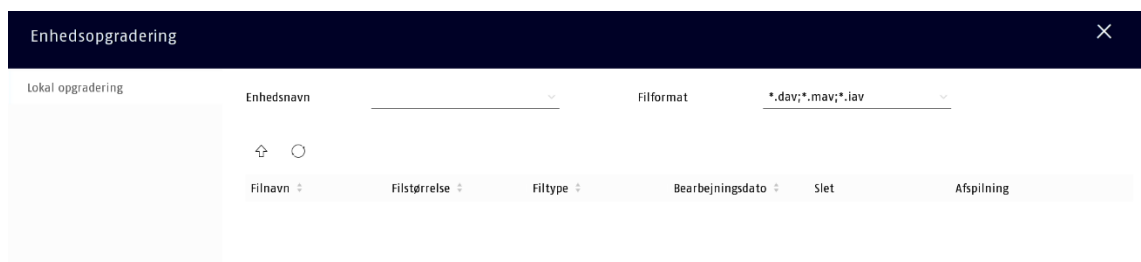 Enhedsopgradering
Lokal opgradering
Enhedsnavn Filformat *.dav;*.mav;*.iav
Filnavn Filstørrelse Filtype Bearbejningsdato Slet Afspilning